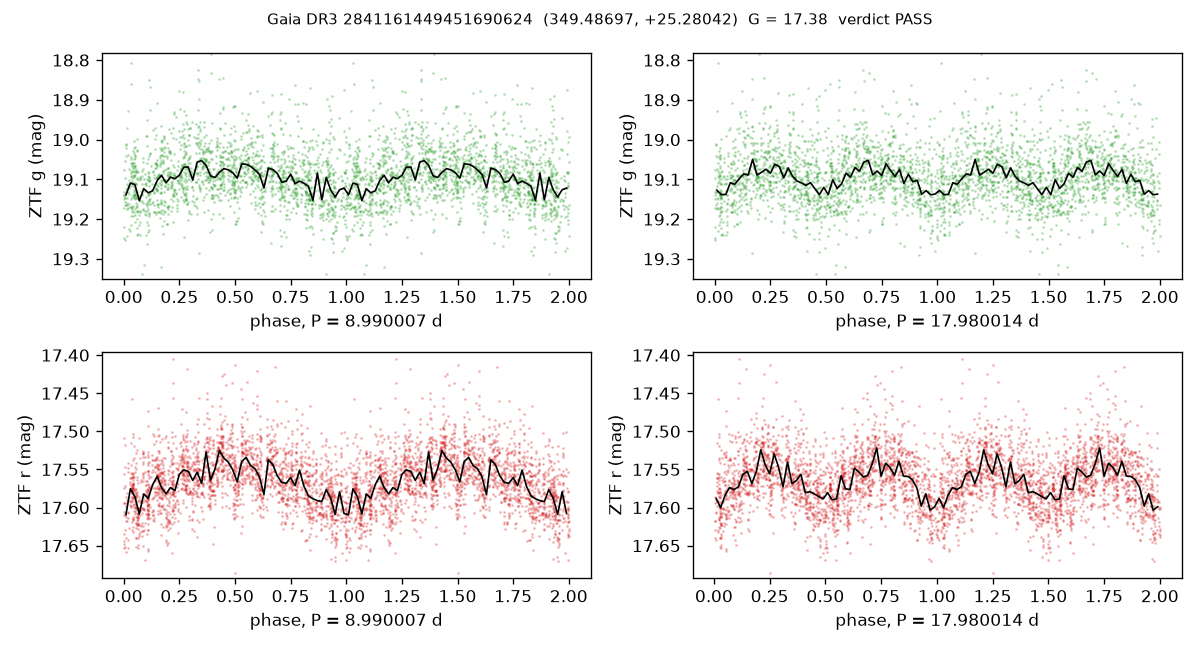 Gaia DR3 2841161449451690624 (349.48697, +25.28042) G = 17.38 verdict PASS
ZTF g (mag)
18.8
18.9
19.0
19.1
19.2
19.3
0.00 0.25 0.50 0.75 1.00 1.25 1.50 1.75 2.00
phase, P = 8.990007 d
ZTF g (mag)
18.8
18.9
19.0
19.1
19.2
19.3
0.00 0.25 0.50 0.75 1.00 1.25 1.50 1.75 2.00
phase, P = 17.980014 d
ZTF r (mag)
17.40
17.45
17.50
17.55
17.60
17.65
0.00 0.25 0.50 0.75 1.00 1.25 1.50 1.75 2.00
phase, P = 8.990007 d
ZTF r (mag)
17.40
17.45
17.50
17.55
17.60
17.65
0.00 0.25 0.50 0.75 1.00 1.25 1.50 1.75 2.00
phase, P = 17.980014 d